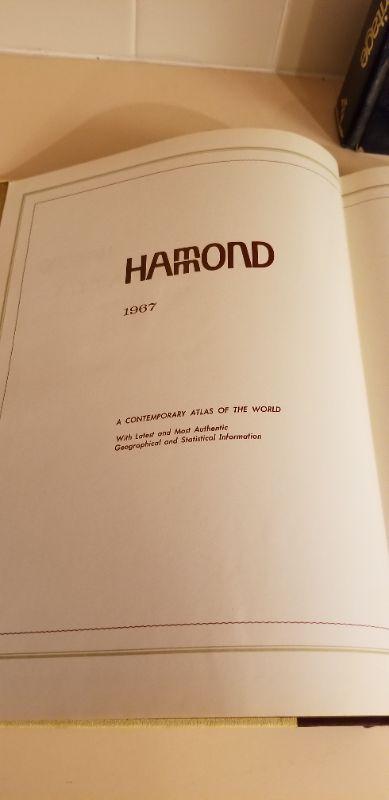 HAMMOND
1967
A CONTEMPORARY ATLAS OF THE WORLD
With Latest and Most Authentic
Geographical and Statistical Information